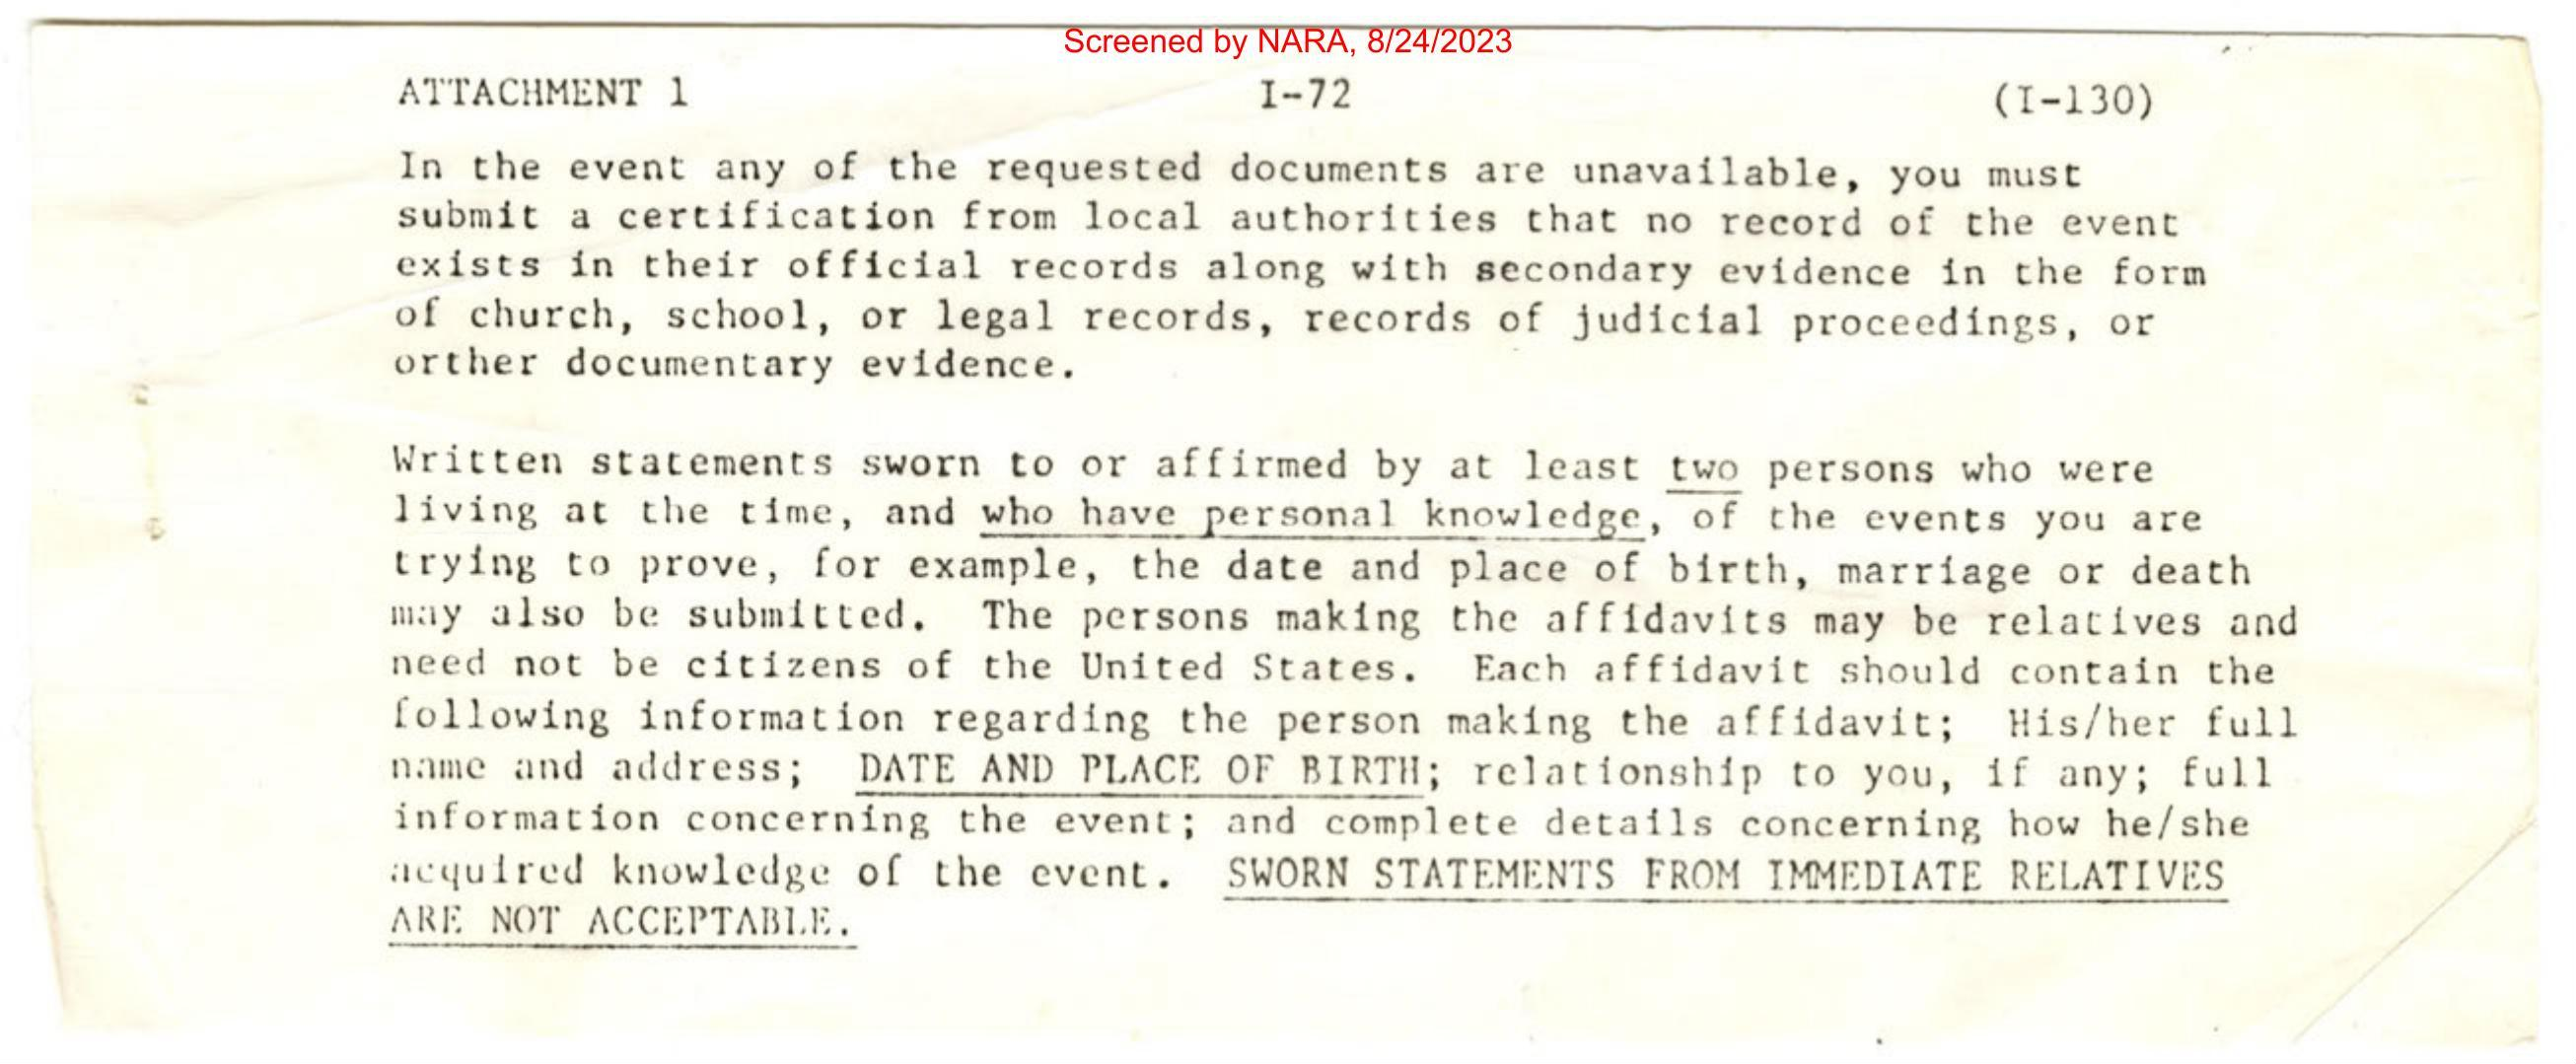 Screened by NARA, 8/24/2023
ATTACHMENT 1 I-72 (I-130)
In the event any of the requested documents are unavailable, you must
submit a certification from local authorities that no record of the event
exists in their official records along with secondary evidence in the form
of church, school, or legal records, records of judicial proceedings, or
orther documentary evidence.
Written statements sworn to or affirmed by at least two persons who were
living at the time, and who have personal knowledge, of the events you are
trying to prove, for example, the date and place of birth, marriage or death
may also be submitted. The persons making the affidavits may be relatives and
need not be citizens of the United States. Each affidavit should contain the
following information regarding the person making the affidavit; His/her full
name and address; DATE AND PLACE OF BIRTH; relationship to you, if any; full
information concerning the event; and complete details concerning how he/she
acquired knowledge of the event. SWORN STATEMENTS FROM IMMEDIATE RELATIVES
ARE NOT ACCEPTABLE.